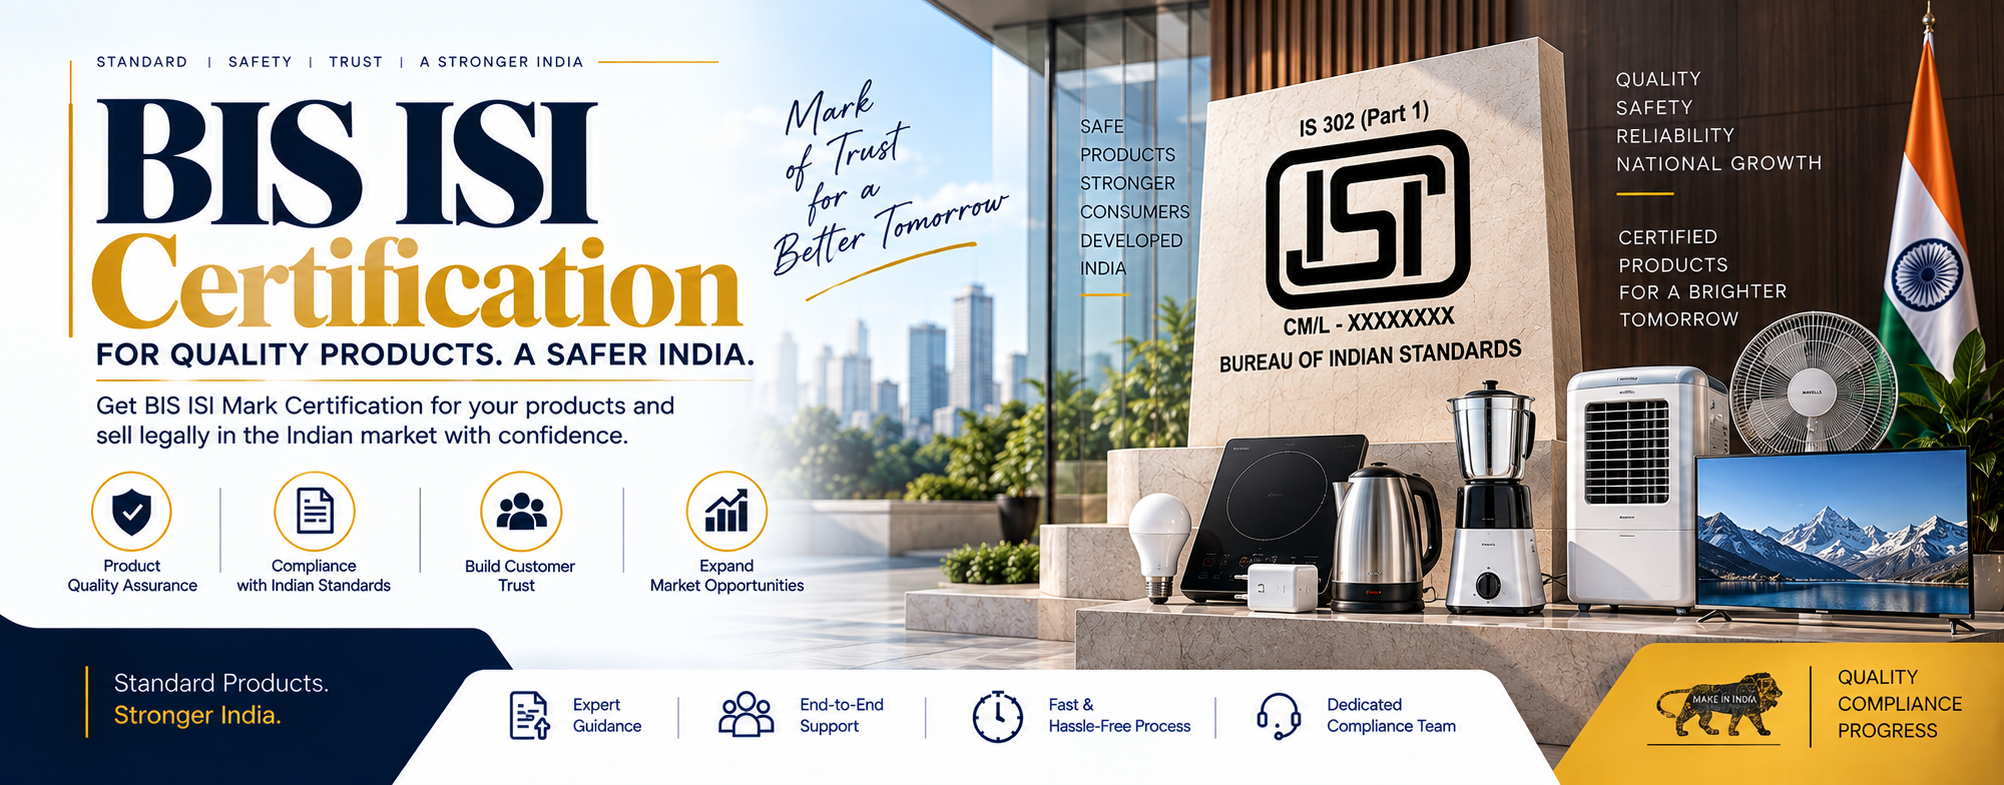 STANDARD | SAFETY | TRUST | A STRONGER INDIA
BIS ISI
Certification
FOR QUALITY PRODUCTS. A SAFER INDIA.
Get BIS ISI Mark Certification for your products and
sell legally in the Indian market with confidence.
Product
Quality Assurance
Compliance
with Indian Standards
Build Customer
Trust
Expand
Market Opportunities
Mark
of Trust
for a
Better Tomorrow
SAFE
PRODUCTS
STRONGER
CONSUMERS
DEVELOPED
INDIA
IS 302 (Part 1)
ISI
CM/L - XXXXXXXX
BUREAU OF INDIAN STANDARDS
QUALITY
SAFETY
RELIABILITY
NATIONAL GROWTH
CERTIFIED
PRODUCTS
FOR A BRIGHTER
TOMORROW
HAVELLS
Standard Products.
Stronger India.
Expert
Guidance
End-to-End
Support
Fast &
Hassle-Free Process
Dedicated
Compliance Team
MAKE IN INDIA
QUALITY
COMPLIANCE
PROGRESS